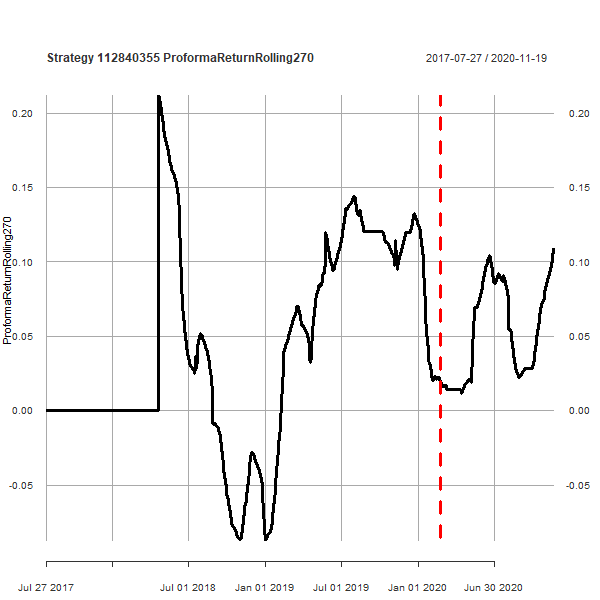 Strategy 112840355 ProformaReturnRolling270
2017-07-27 / 2020-11-19
0.20 0.20
0.15 0.15
0.10 0.10
ProformaReturnRolling270
0.05 0.05
0.00 0.00
-0.05 -0.05
Jul 27 2017 Jul 01 2018 Jan 01 2019 Jul 01 2019 Jan 01 2020 Jun 30 2020